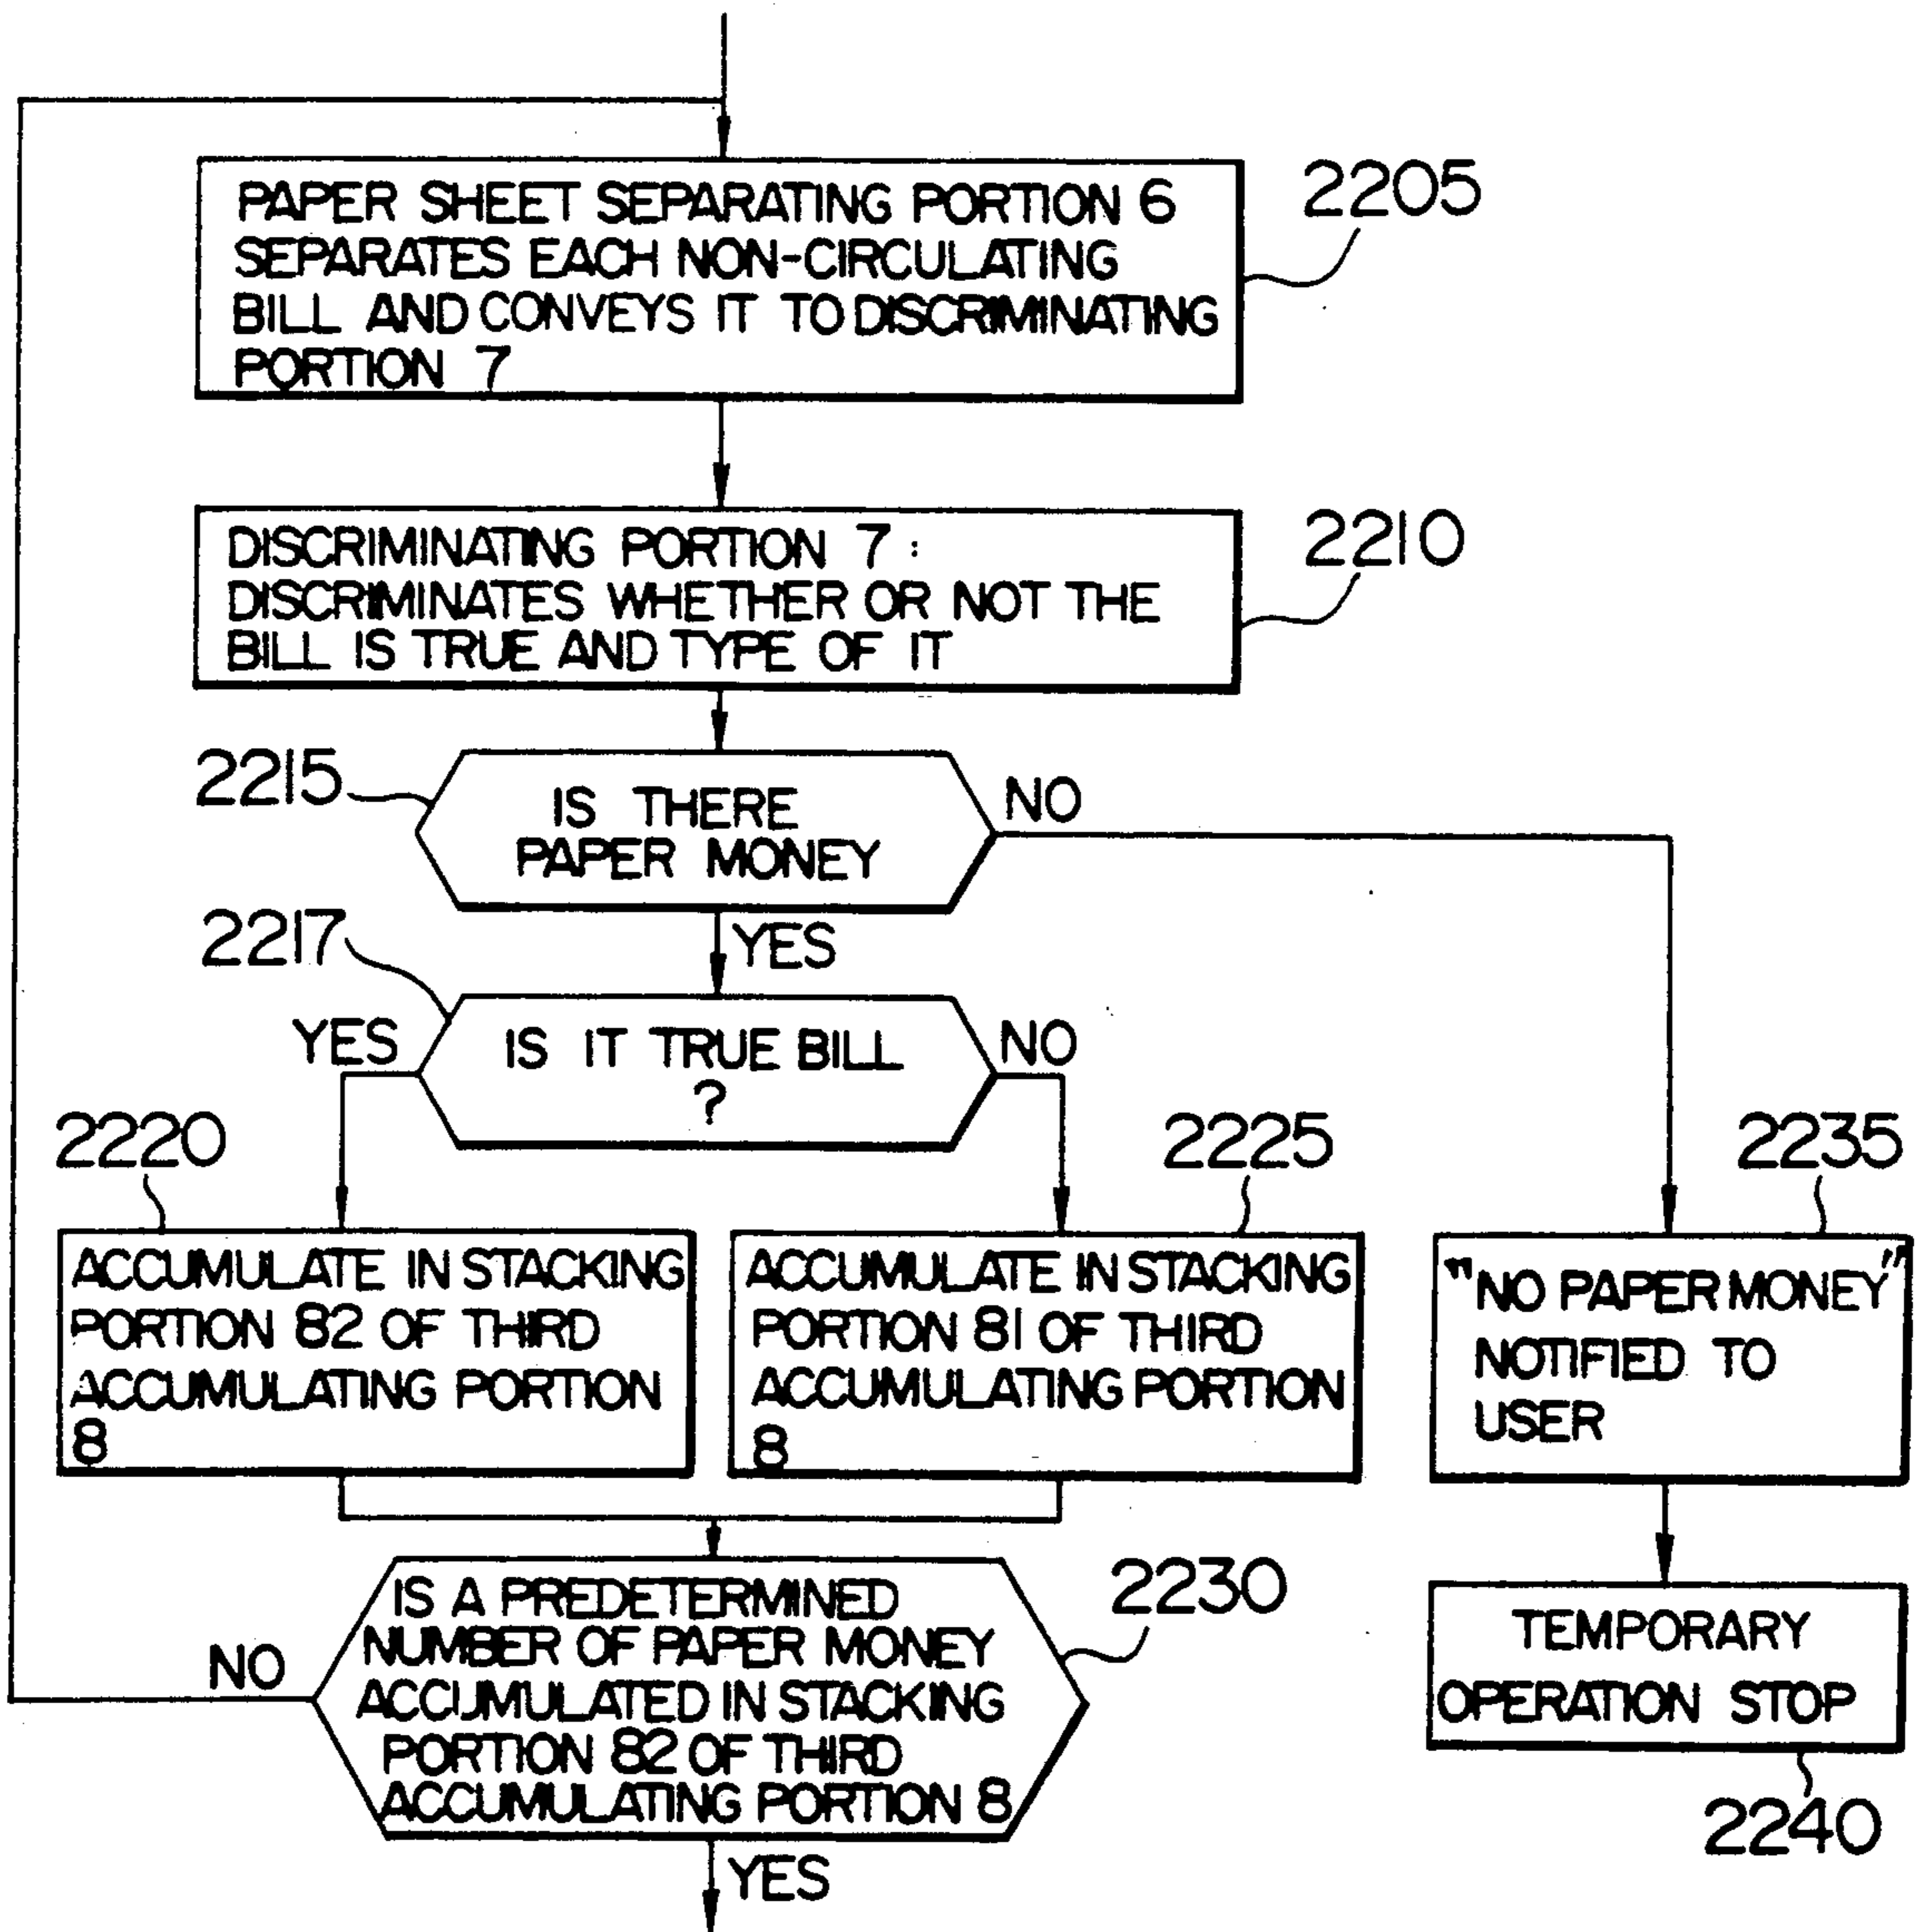 PAPER SHEET SEPARATING PORTION 6
SEPARATES EACH NON-CIRCULATING
BILL AND CONVEYS IT TO DISCRIMINATING
PORTION 7
2205
DISCRIMINATING PORTION 7:
DISCRIMINATES WHETHER OR NOT THE
BILL IS TRUE AND TYPE OF IT
2210
2215
IS THERE
PAPER MONEY
NO
YES
2217
YES
IS IT TRUE BILL
?
NO
2220
2225
2235
ACCUMULATE IN STACKING
PORTION 82 OF THIRD
ACCUMULATING PORTION
8
ACCUMULATE IN STACKING
PORTION 81 OF THIRD
ACCUMULATING PORTION
8
"NO PAPER MONEY"
NOTIFIED TO
USER
2230
IS A PREDETERMINED
NUMBER OF PAPER MONEY
ACCUMULATED IN STACKING
PORTION 82 OF THIRD
ACCUMULATING PORTION 8
NO
YES
TEMPORARY
OPERATION STOP
2240